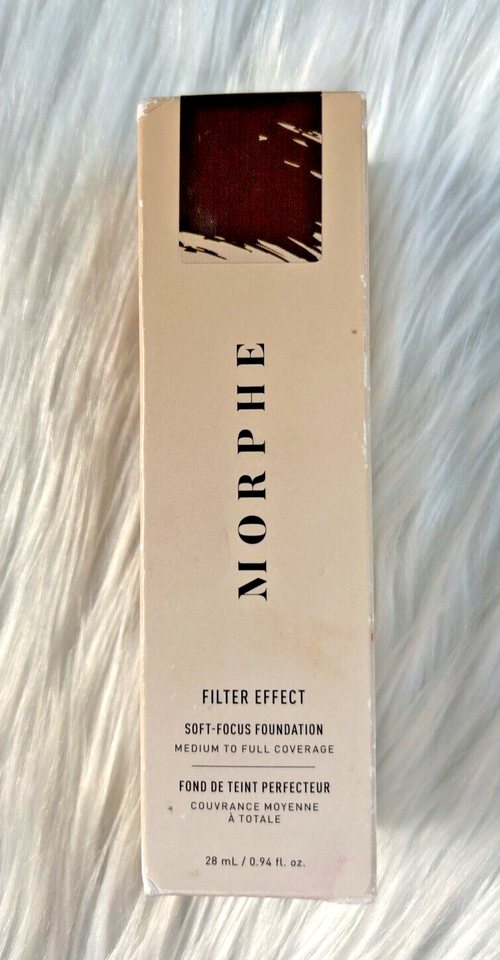 MORPHE
FILTER EFFECT
SOFT-FOCUS FOUNDATION
MEDIUM TO FULL COVERAGE
FOND DE TEINT PERFECTEUR
COUVRANCE MOYENNE
À TOTALE
28 mL / 0.94 fl. oz.